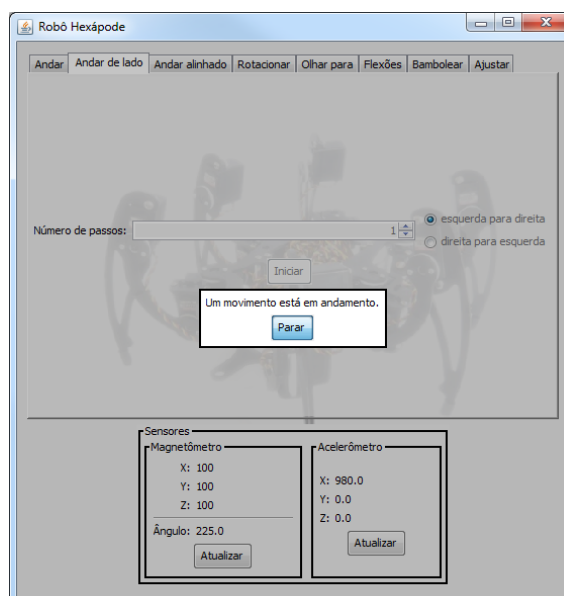 Robô Hexápode
Andar Andar de lado Andar alinhado Rotacionar Olhar para Flexões Bambolear Ajustar
esquerda para direita
Número de passos: 1
direita para esquerda
Iniciar
Um movimento está em andamento.
Parar
Sensores
Magnetômetro
X: 100
Y: 100
Z: 100
Ângulo: 225.0
Atualizar
Acelerômetro
X: 980.0
Y: 0.0
Z: 0.0
Atualizar